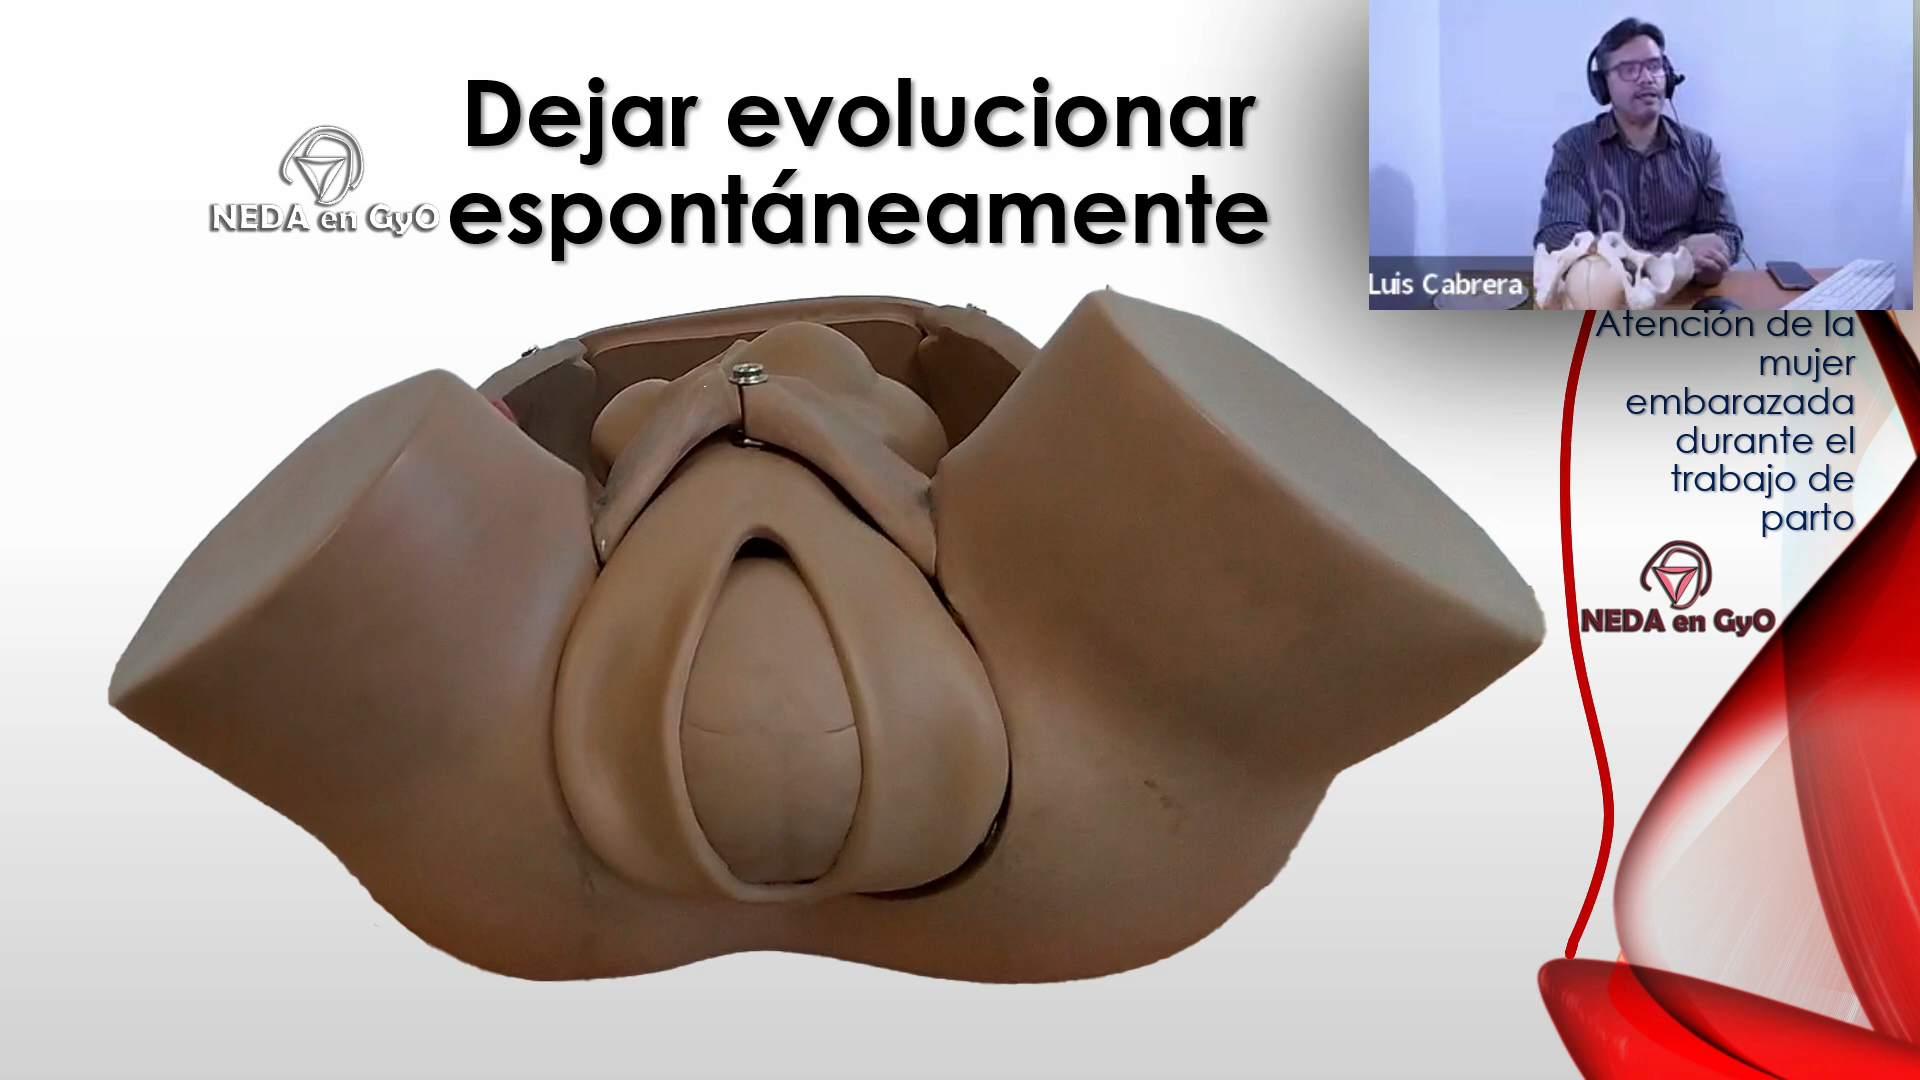 Dejar evolucionar
espontáneamente
NEDA en GyO
Luis Cabrera
Atención de la
mujer
embarazada
durante el
trabajo de
parto
NEDA en GyO